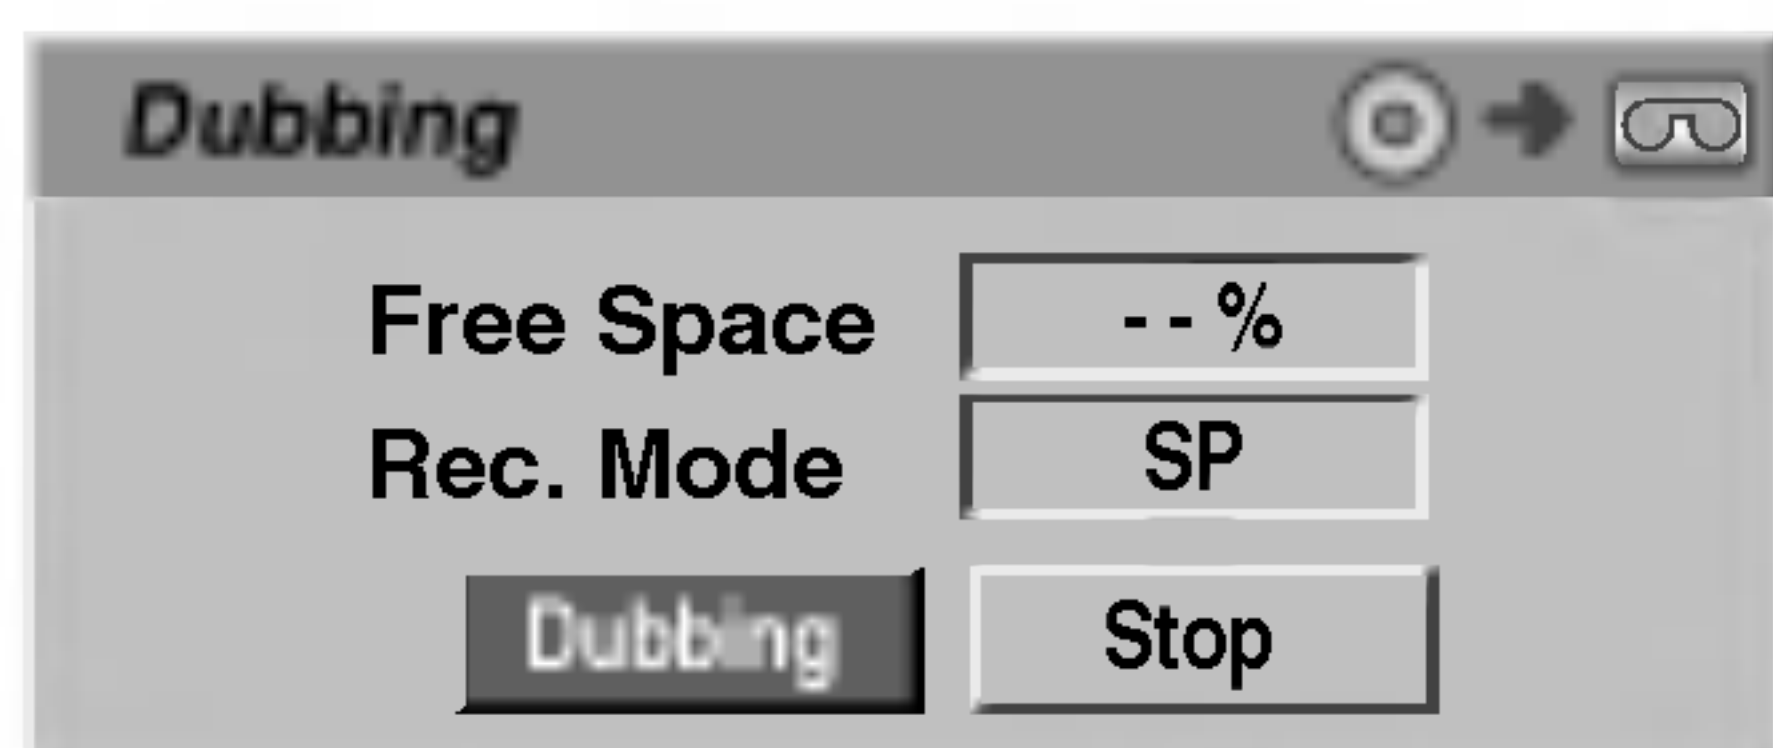 Dubbing
Free Space - - %
Rec. Mode SP
Dubbing Stop